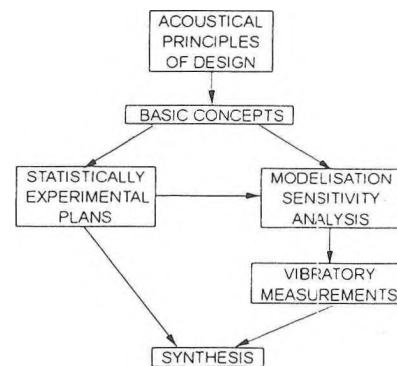 ACOUSTICAL
PRINCIPLES
OF DESIGN
BASIC CONCEPTS
STATISTICALLY
EXPERIMENTAL
PLANS
MODELISATION
SENSITIVITY
ANALYSIS
VIBRATORY
MEASUREMENTS
SYNTHESIS